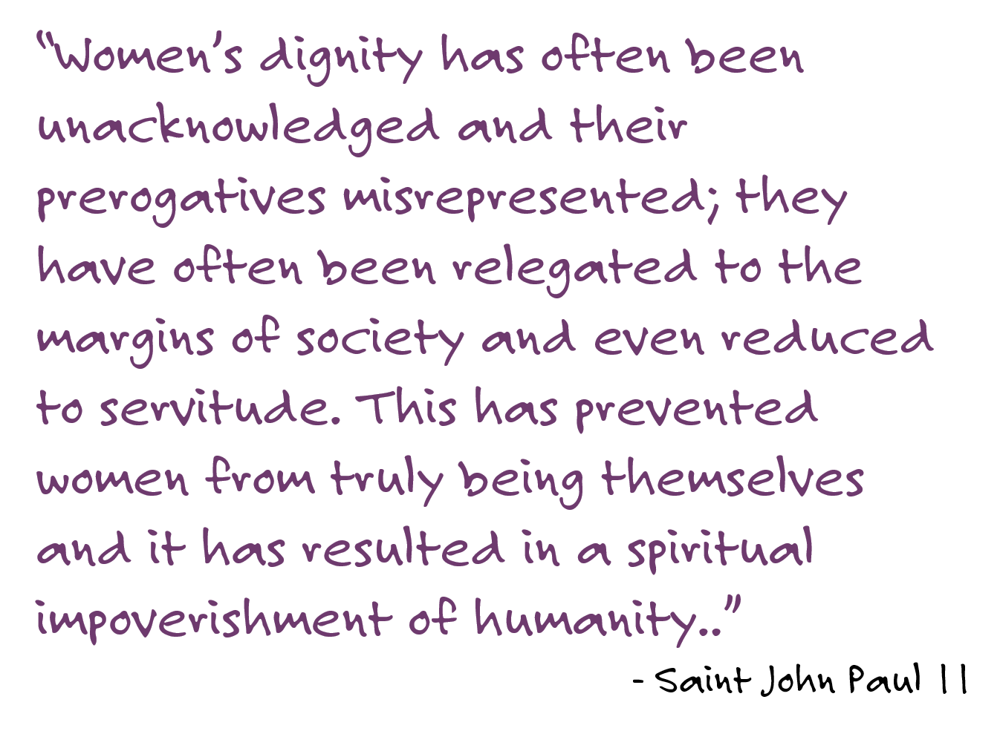 “Women’s dignity has often been
unacknowledged and their
prerogatives misrepresented; they
have often been relegated to the
margins of society and even reduced
to servitude. This has prevented
women from truly being themselves
and it has resulted in a spiritual
impoverishment of humanity..”
- Saint John Paul II